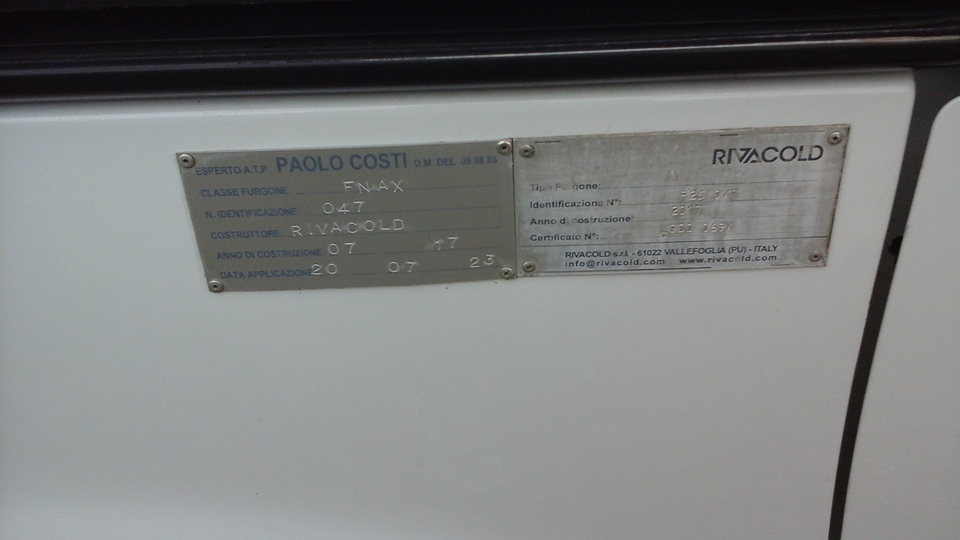 ESPERTO A.T.P. PAOLO COSTI D.M. DEL 09.08.85
CLASSE FURGONE: FNAX
N. IDENTIFICAZIONE: 047
COSTRUTTORE: RIVACOLD
ANNO DI COSTRUZIONE 07 17
DATA APPLICAZIONE 20 07 23
RIVACOLD
Tipo Furgone:
Identificazione N°:
Anno di costruzione: 2017
Certificato N°:
RIVACOLD s.r.l. - 61022 VALLEFOGLIA (PU) - ITALY
info@rivacold.com www.rivacold.com